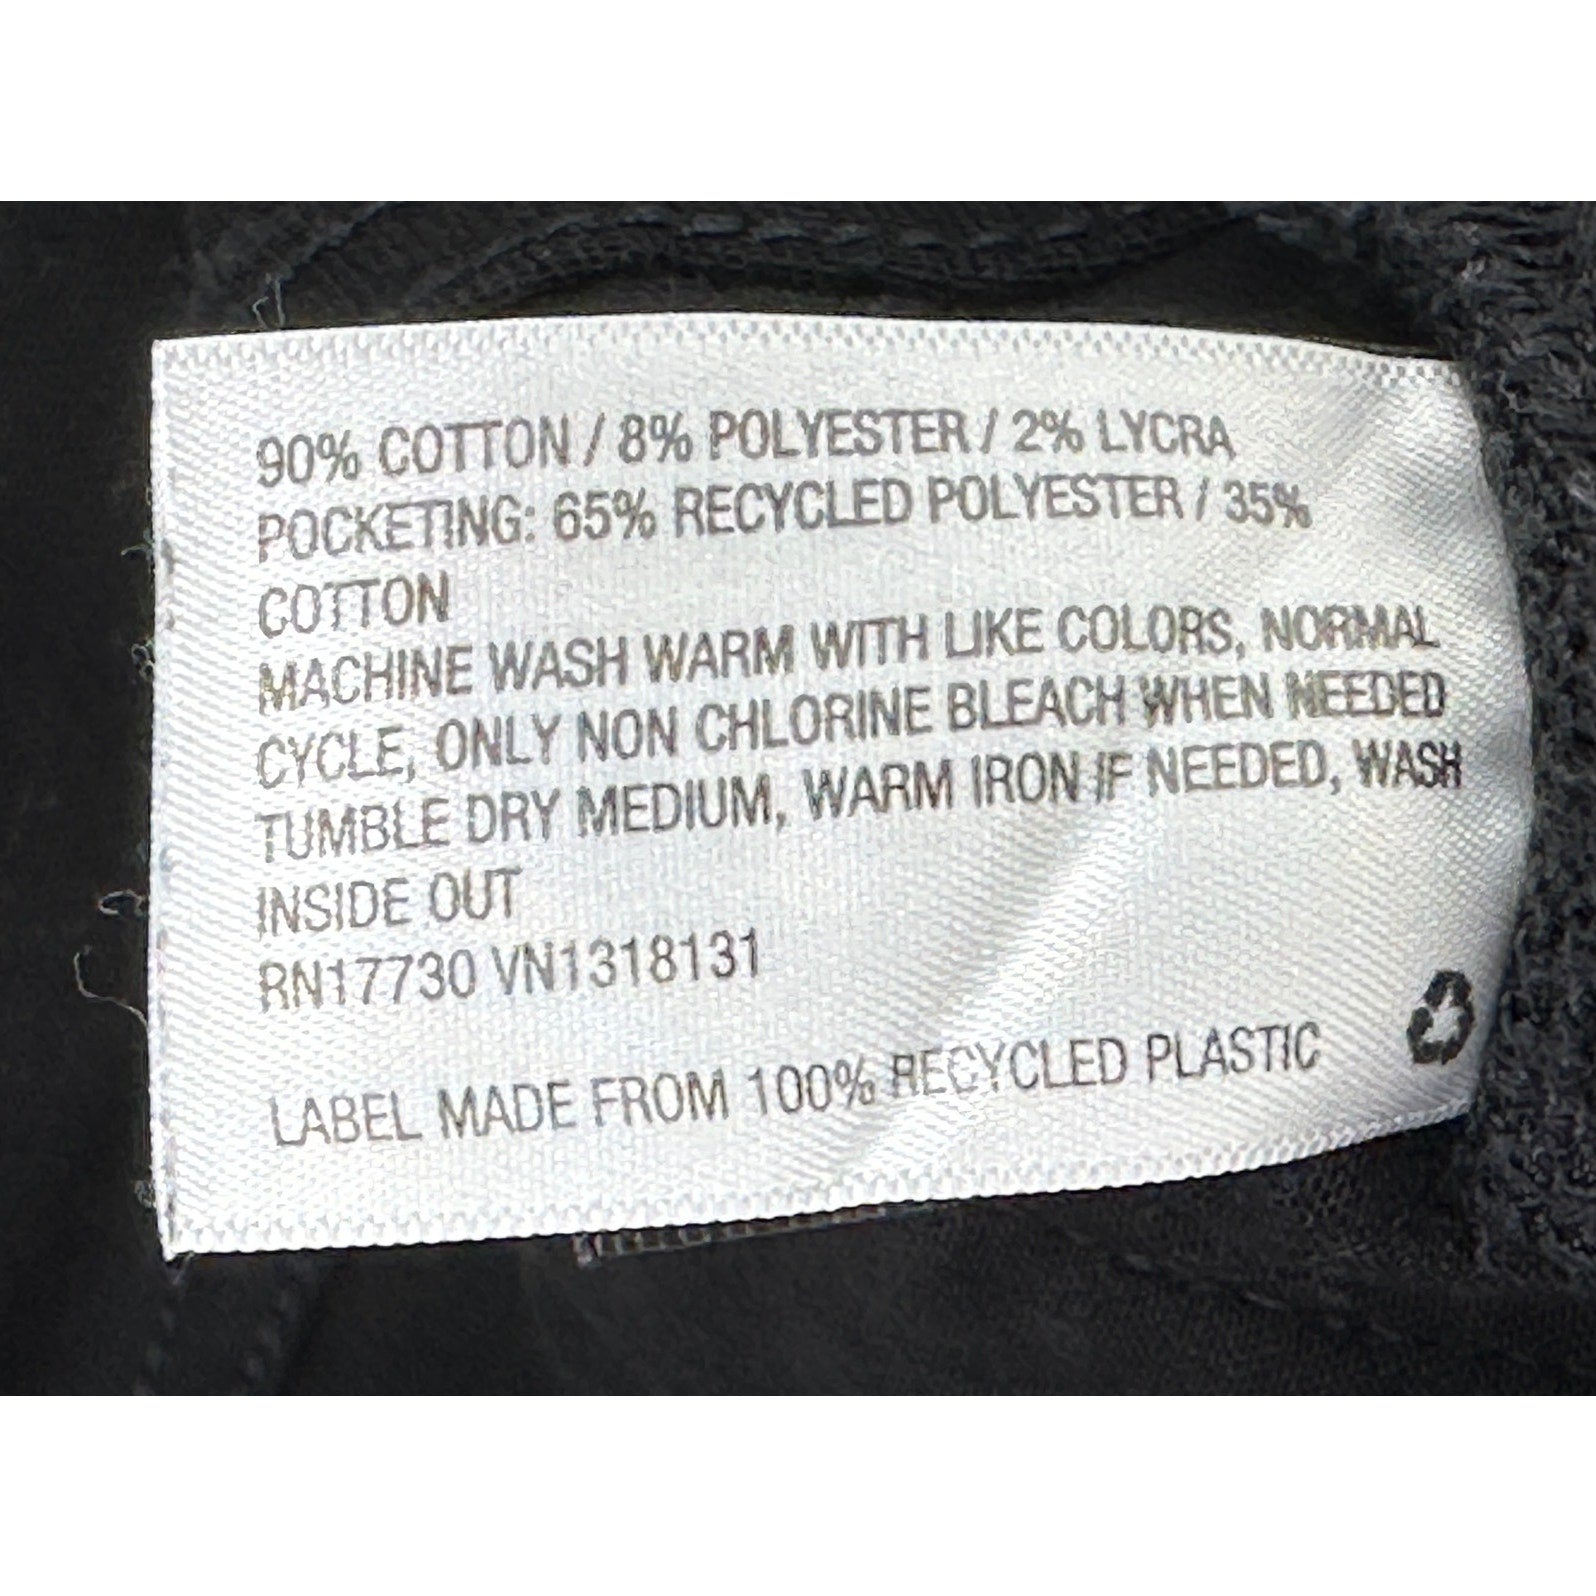 90% COTTON / 8% POLYESTER / 2% LYCRA
POCKETING: 65% RECYCLED POLYESTER / 35%
COTTON
MACHINE WASH WARM WITH LIKE COLORS, NORMAL
CYCLE, ONLY NON CHLORINE BLEACH WHEN NEEDED
TUMBLE DRY MEDIUM, WARM IRON IF NEEDED, WASH
INSIDE OUT
RN17730 VN1318131
LABEL MADE FROM 100% RECYCLED PLASTIC